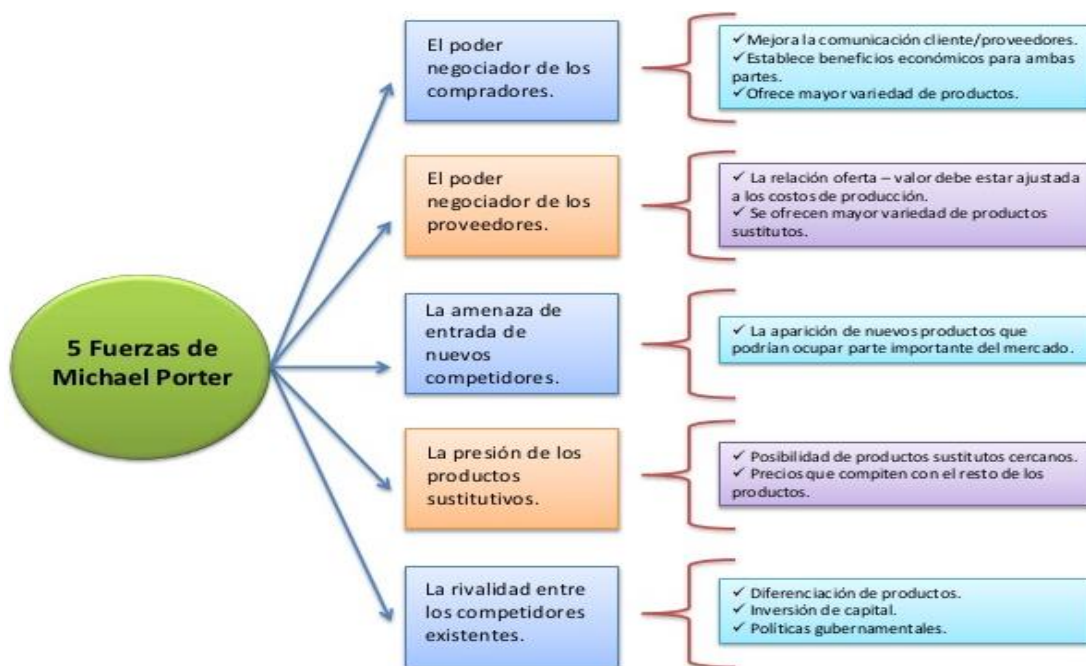 5 Fuerzas de
Michael Porter
El poder
negociador de los
compradores.
✓ Mejora la comunicación cliente/proveedores.
✓Establece beneficios económicos para ambas
partes.
✓Ofrece mayor variedad de productos.
El poder
negociador de los
proveedores.
✓ La relación oferta – valor debe estar ajustada
a los costos de producción.
✓ Se ofrecen mayor variedad de productos
sustitutos.
La amenaza de
entrada de
nuevos
competidores.
✓ La aparición de nuevos productos que
podrían ocupar parte importante del mercado.
La presión de los
productos
sustitutivos.
✓ Posibilidad de productos sustitutos cercanos.
✓ Precios que compiten con el resto de los
productos.
La rivalidad entre
los competidores
existentes.
✓ Diferenciación de productos.
✓ Inversión de capital.
✓ Políticas gubernamentales.